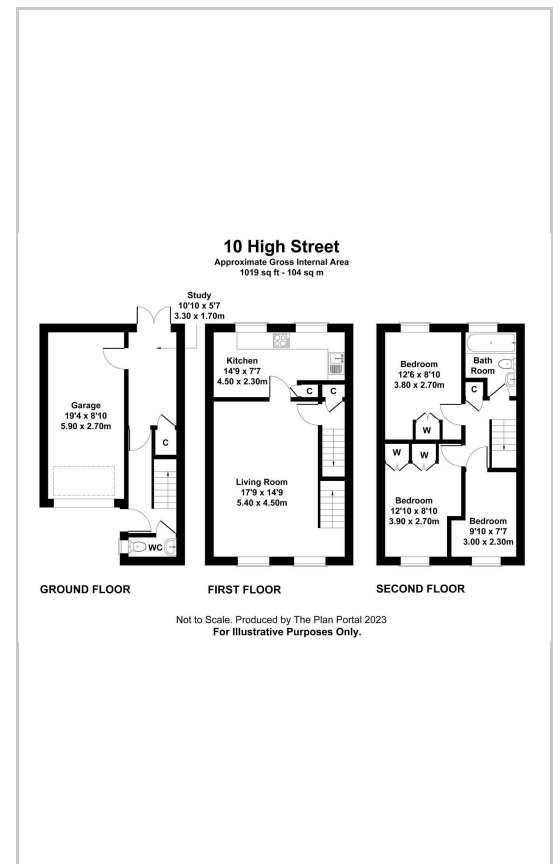 10 High Street
Approximate Gross Internal Area
1019 sq ft - 104 sq m
Study
10'10 x 5'7
3.30 x 1.70m
Garage
19'4 x 8'10
5.90 x 2.70m
C
WC
GROUND FLOOR
Kitchen
14'9 x 7'7
4.50 x 2.30m
C
C
Living Room
17'9 x 14'9
5.40 x 4.50m
FIRST FLOOR
Bedroom
12'6 x 8'10
3.80 x 2.70m
Bath
Room
C
W
W
W
Bedroom
12'10 x 8'10
3.90 x 2.70m
Bedroom
9'10 x 7'7
3.00 x 2.30m
SECOND FLOOR
Not to Scale. Produced by The Plan Portal 2023
For Illustrative Purposes Only.